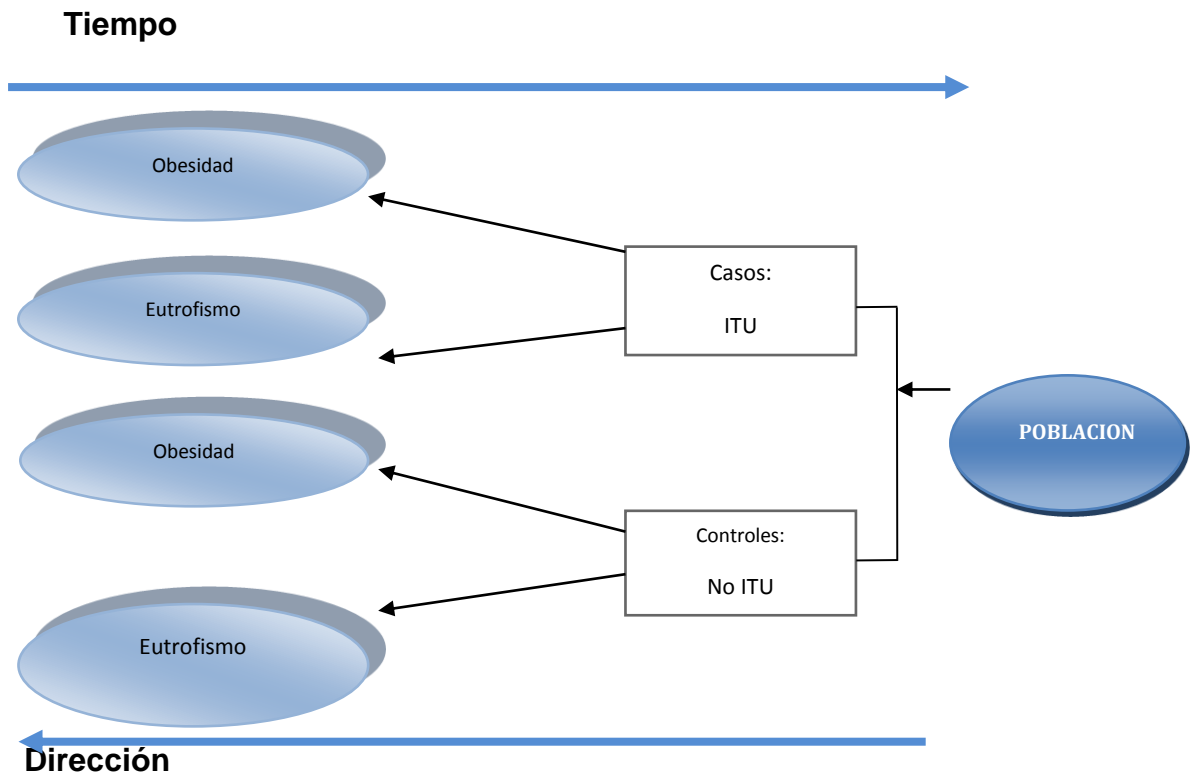 Tiempo
Obesidad
Eutrofismo
Obesidad
Eutrofismo
Casos:
ITU
Controles:
No ITU
POBLACION
Dirección